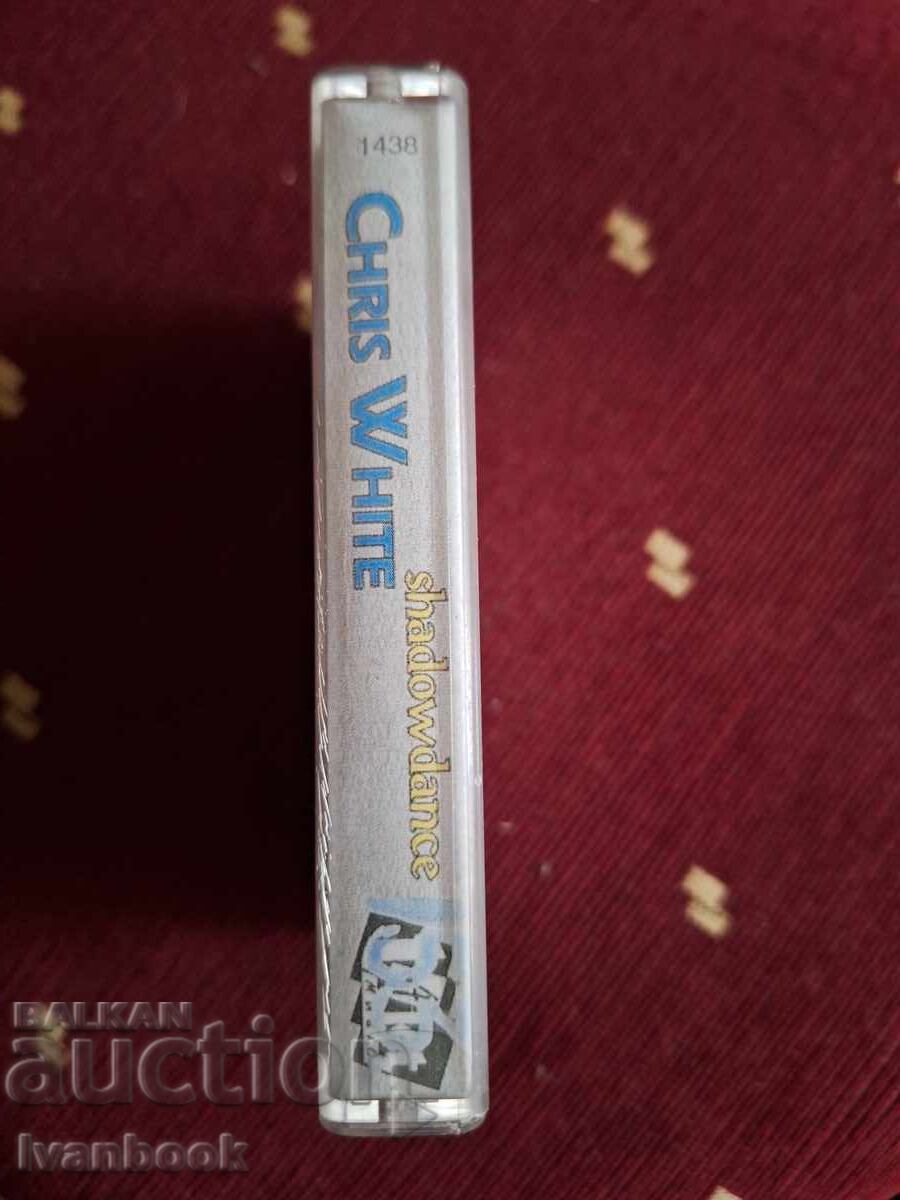 1438
CHRIS WHITE
shadowdance
BALKAN
auction
Ivanbook